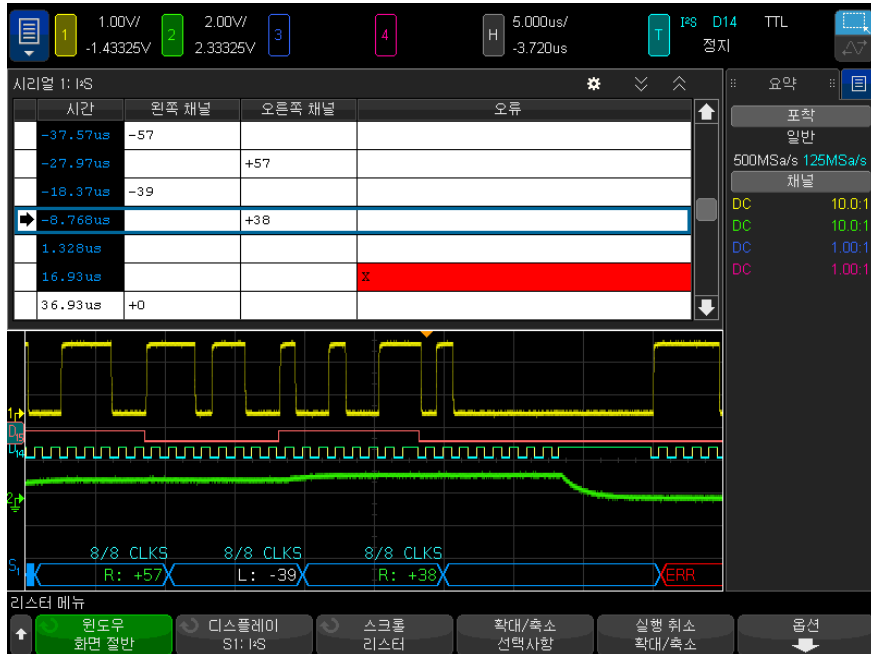 1 1.00V/ 2 2.00V/ 3 4 H 5.000us/ T I²S D14 TTL
-1.43325V 2.33325V -3.720us 정지
시리얼 1: I²S
시간 왼쪽 채널 오른쪽 채널 오류
-37.57us -57
-27.97us +57
-18.37us -39
-8.768us +38
1.328us
16.93us X
36.93us +0
요약
포착
일반
500MSa/s 125MSa/s
채널
DC 10.0:1
DC 10.0:1
DC 1.00:1
DC 1.00:1
1
D15
D14
2
8/8 CLKS 8/8 CLKS 8/8 CLKS
S1 R: +57 L: -39 R: +38 ERR
리스터 메뉴
윈도우 디스플레이 스크롤 확대/축소 실행 취소 옵션
화면 절반 S1: I²S 리스터 선택사항 확대/축소